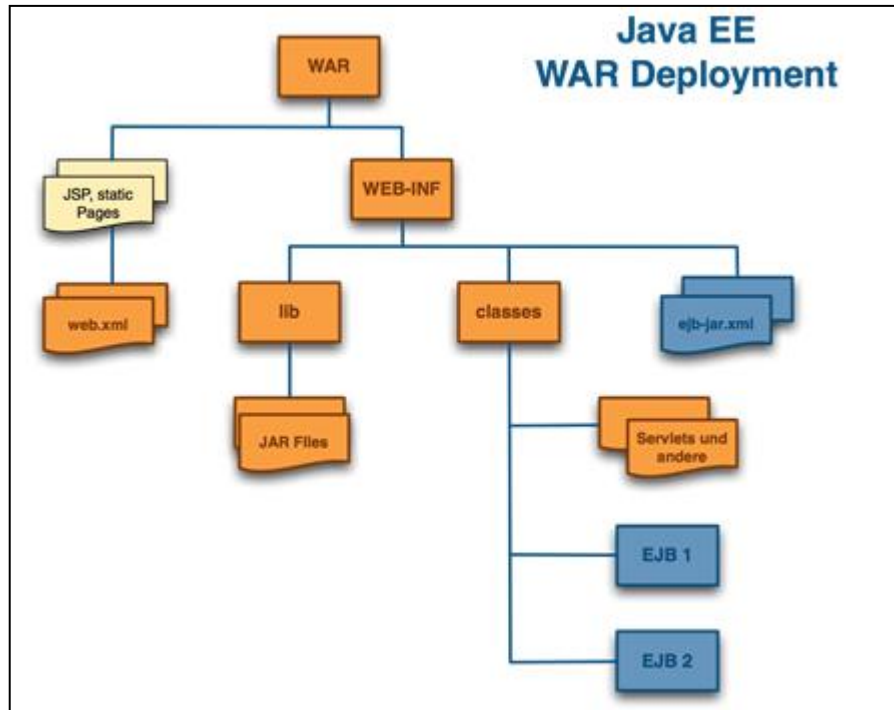 Java EE
WAR Deployment
WAR
JSP, static
Pages
WEB-INF
web.xml
lib
classes
ejb-jar.xml
JAR Files
Servlets und
andere
EJB 1
EJB 2